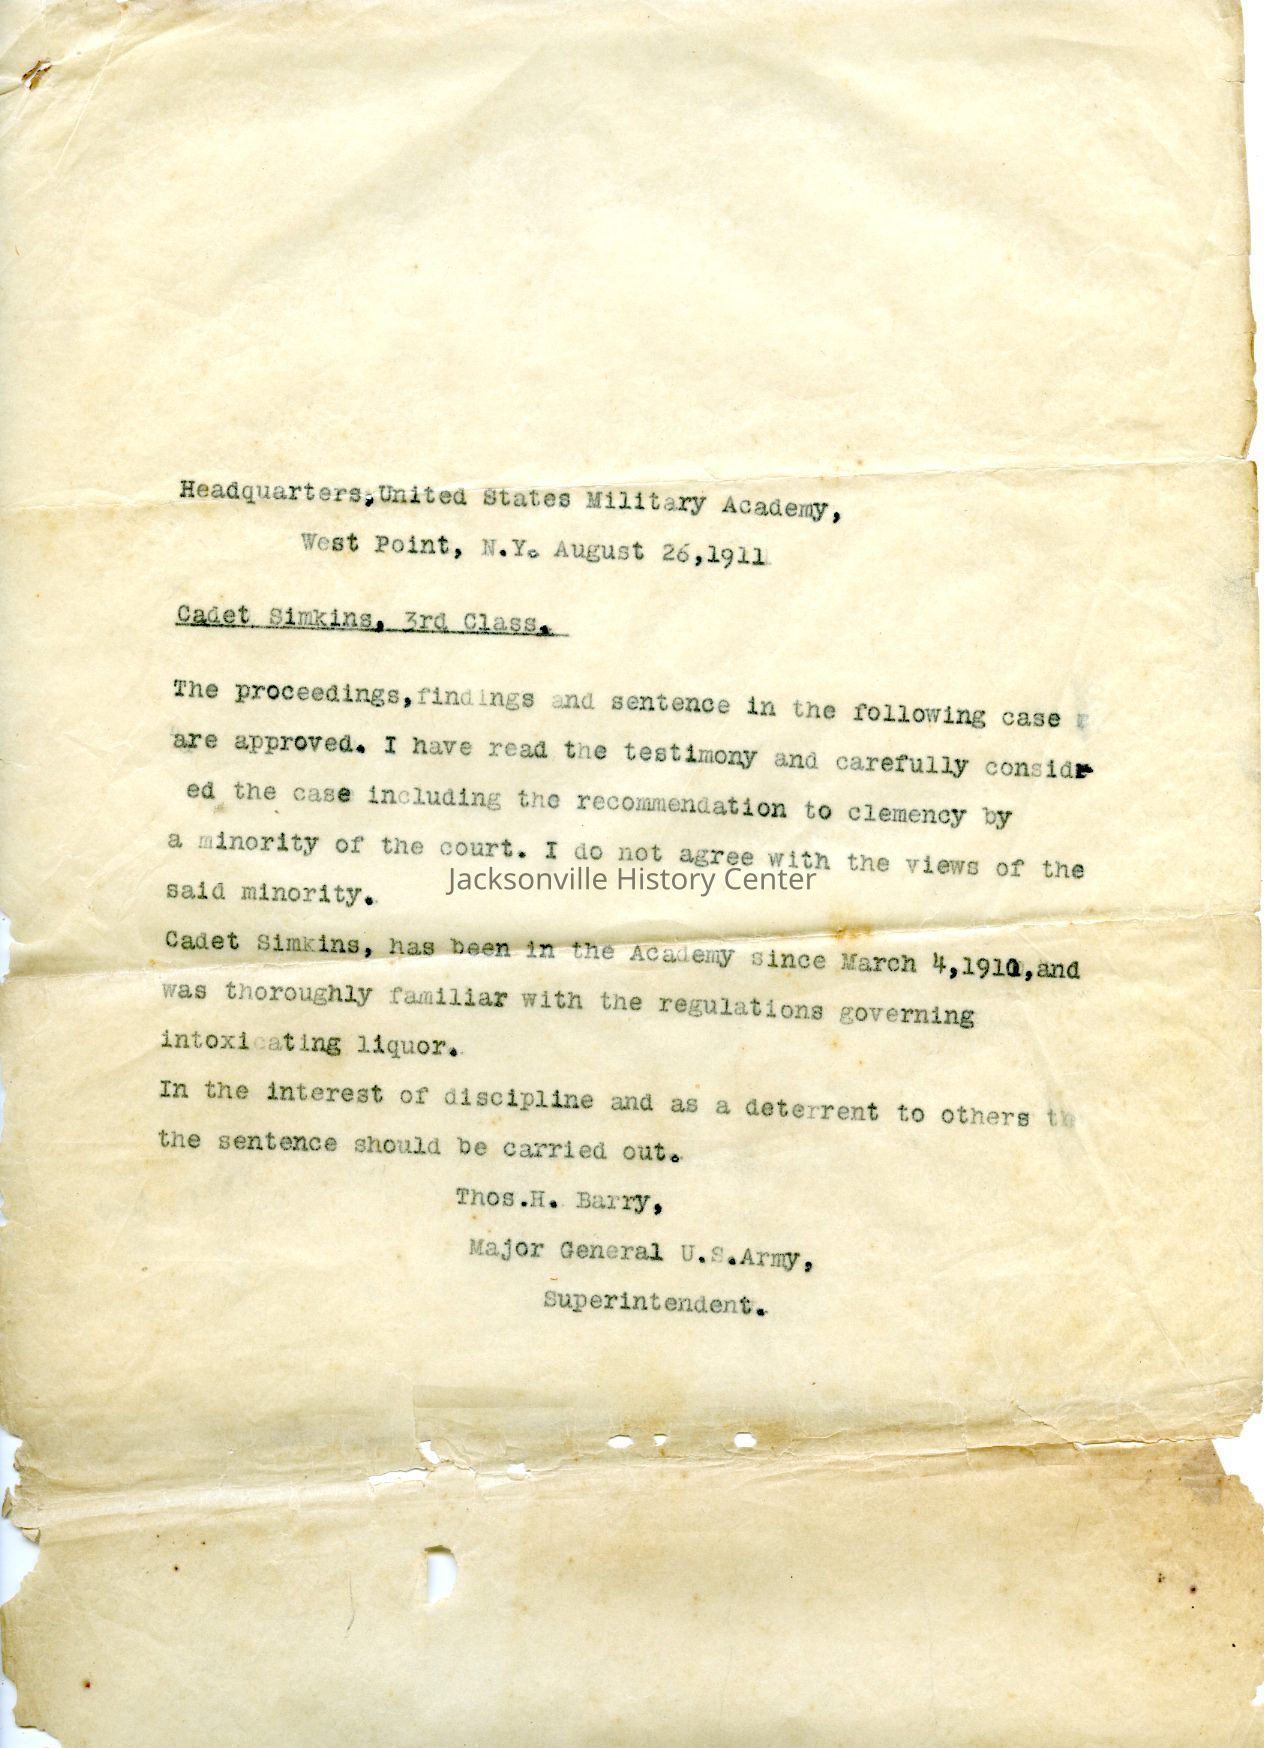 Headquarters,United States Military Academy,
West Point, N.Y. August 26,1911
Cadet Simkins, 3rd Class.
The proceedings,findings and sentence in the following case
are approved. I have read the testimony and carefully considr
ed the case including the recommendation to clemency by
a minority of the court. I do not agree with the views of the
said minority.
Jacksonville History Center
Cadet Simkins, has been in the Academy since March 4,1910,and
was thoroughly familiar with the regulations governing
intoxicating liquor.
In the interest of discipline and as a deterrent to others th
the sentence should be carried out.
Thos.H. Barry,
Major General U.S.Army,
Superintendent.